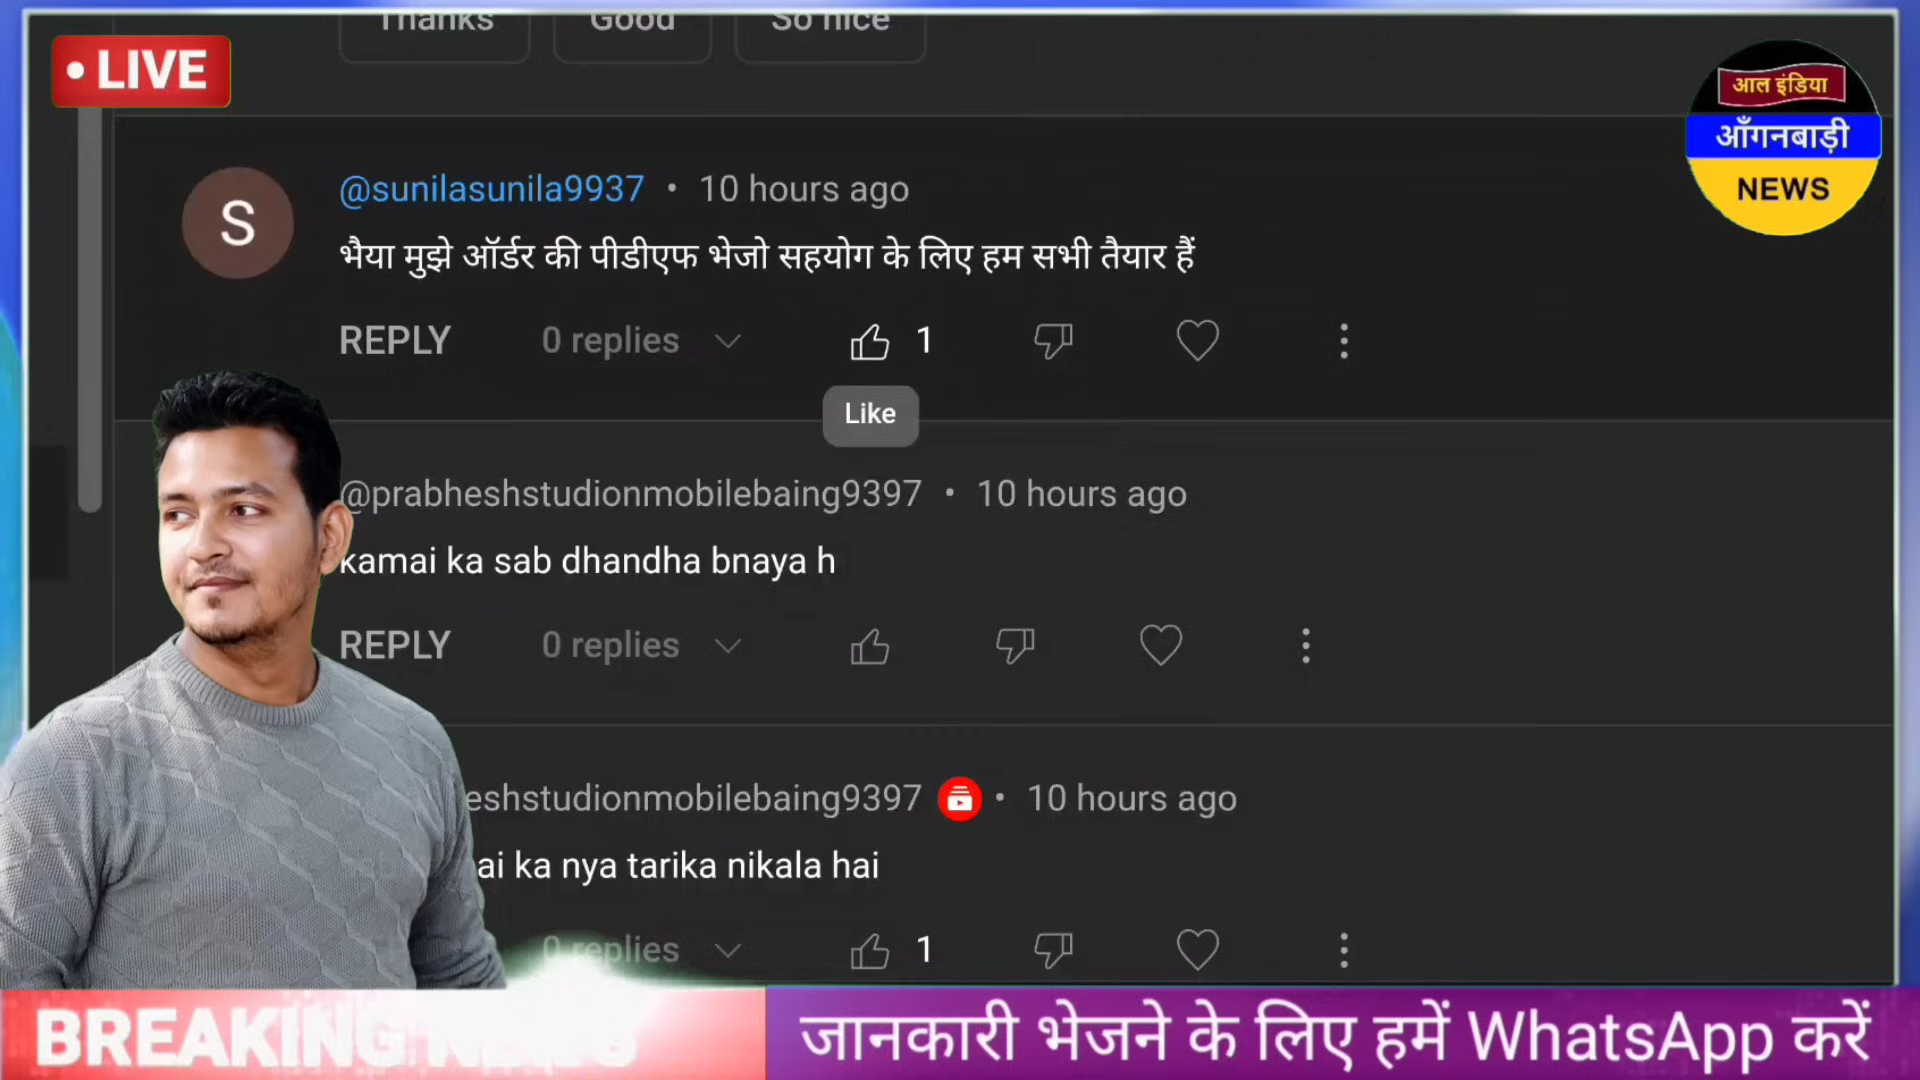 Thanks Good So nice
• LIVE
आल इंडिया
आँगनबाड़ी
NEWS
S
@sunilasunila9937 • 10 hours ago
भैया मुझे ऑर्डर की पीडीएफ भेजो सहयोग के लिए हम सभी तैयार हैं
REPLY 0 replies 1
Like
@prabheshstudionmobilebaing9397 • 10 hours ago
kamai ka sab dhandha bnaya h
REPLY 0 replies
eshstudionmobilebaing9397 • 10 hours ago
ai ka nya tarika nikala hai
0 replies 1
BREAKING NEWS
जानकारी भेजने के लिए हमें WhatsApp करें